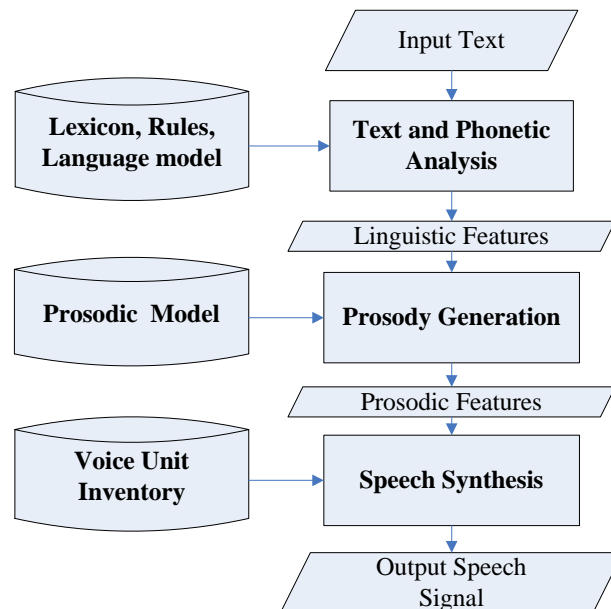 Input Text
Lexicon, Rules,
Language model
Text and Phonetic
Analysis
Linguistic Features
Prosodic Model
Prosody Generation
Prosodic Features
Voice Unit
Inventory
Speech Synthesis
Output Speech
Signal